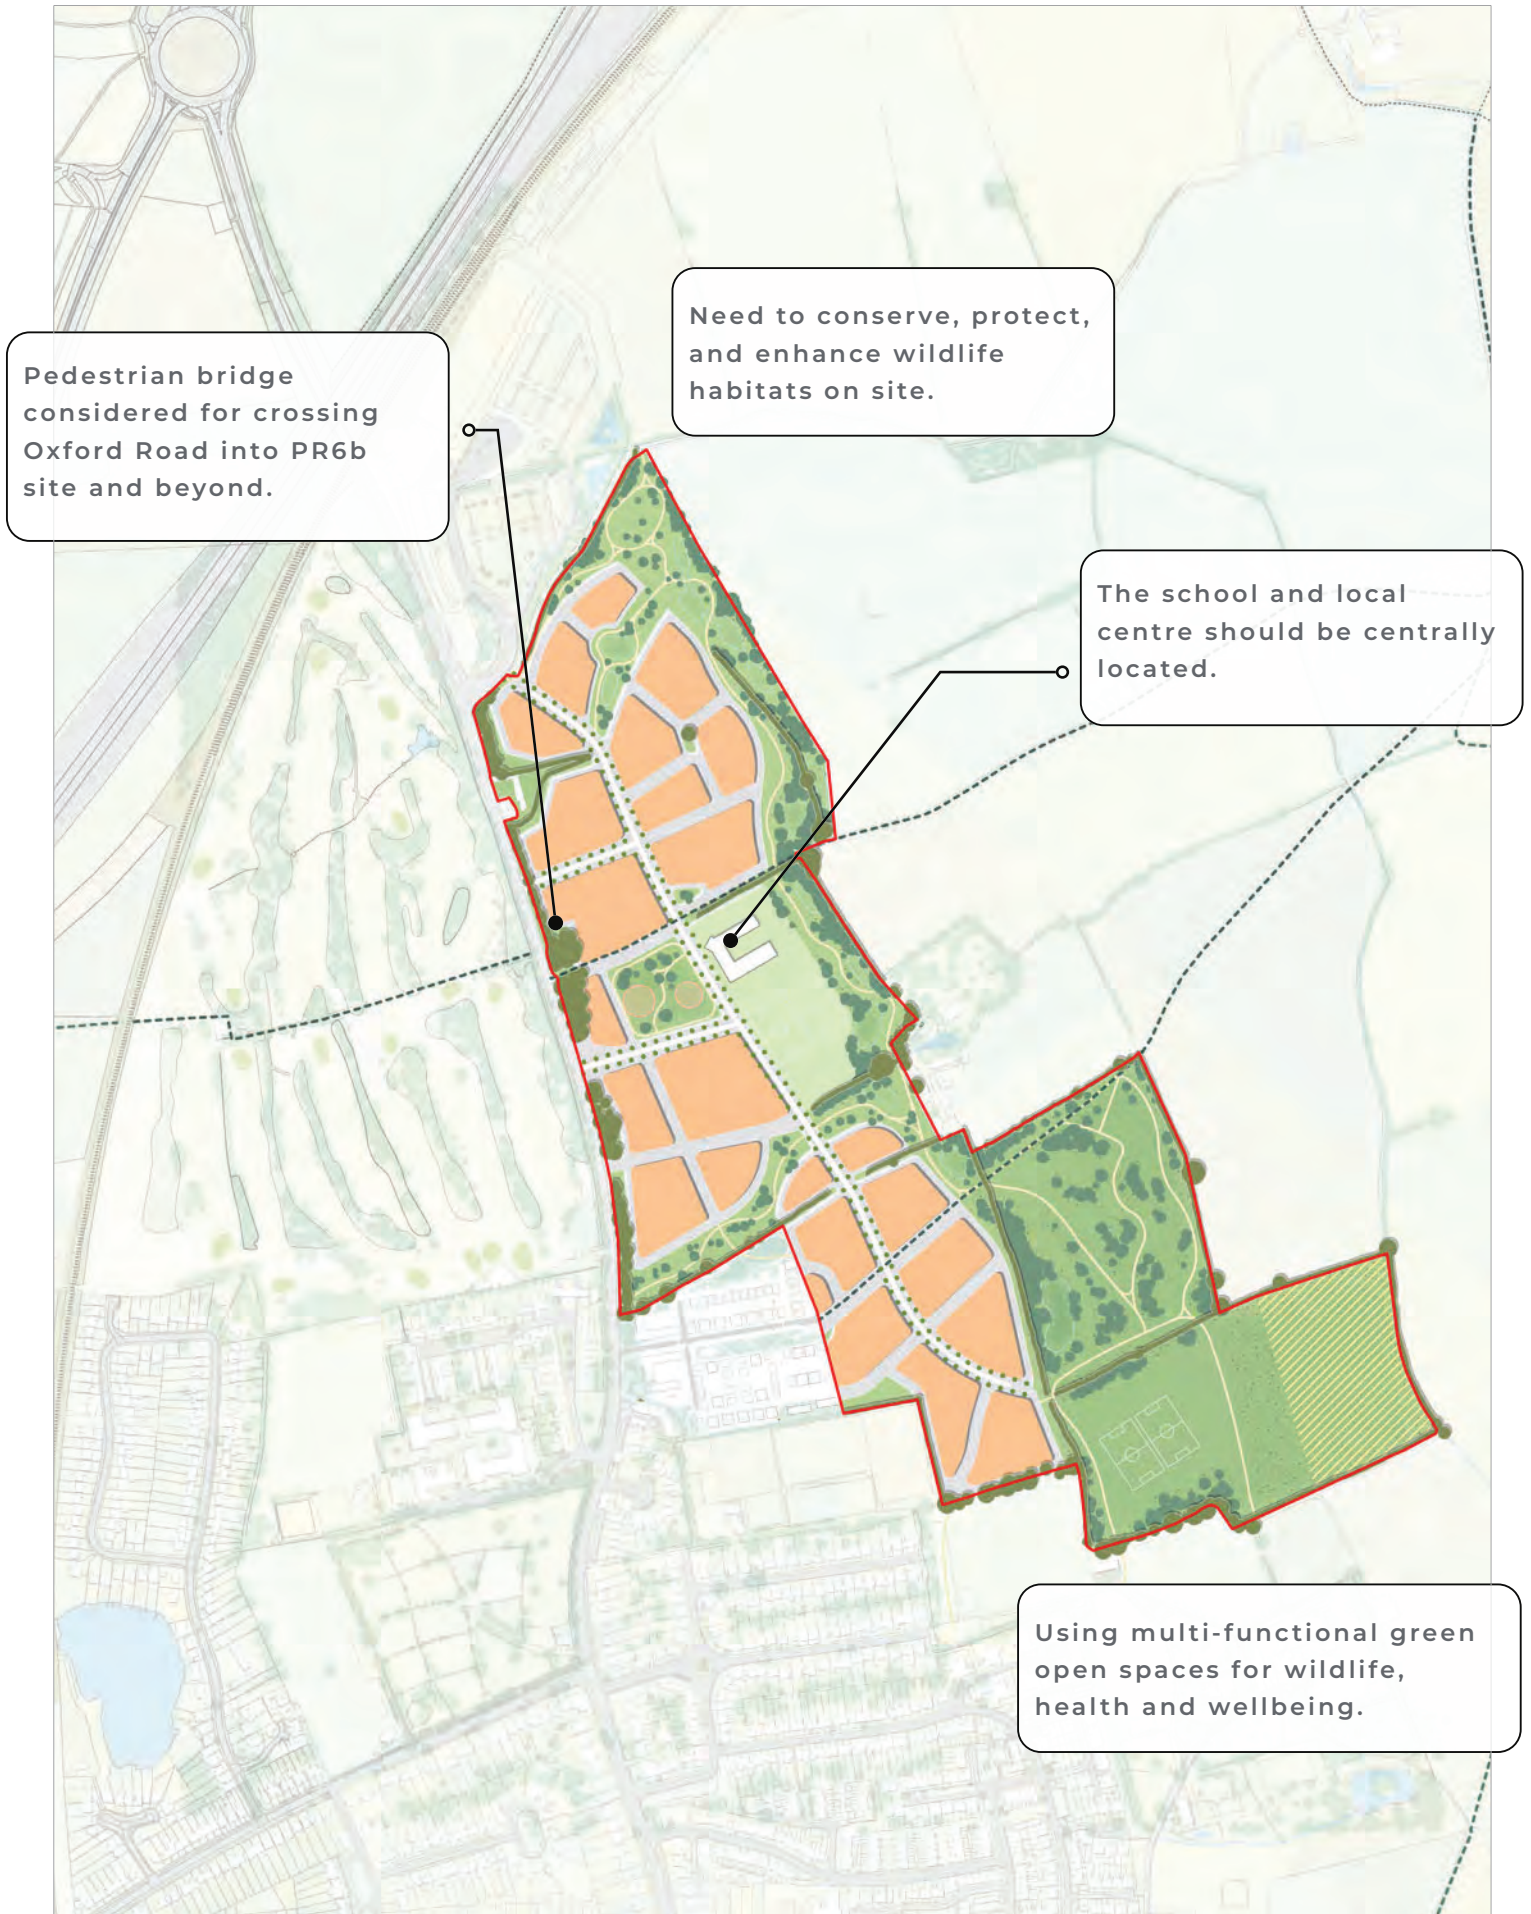 Need to conserve, protect,
and enhance wildlife
habitats on site.
Pedestrian bridge
considered for crossing
Oxford Road into PR6b
site and beyond.
The school and local
centre should be centrally
located.
Using multi-functional green
open spaces for wildlife,
health and wellbeing.